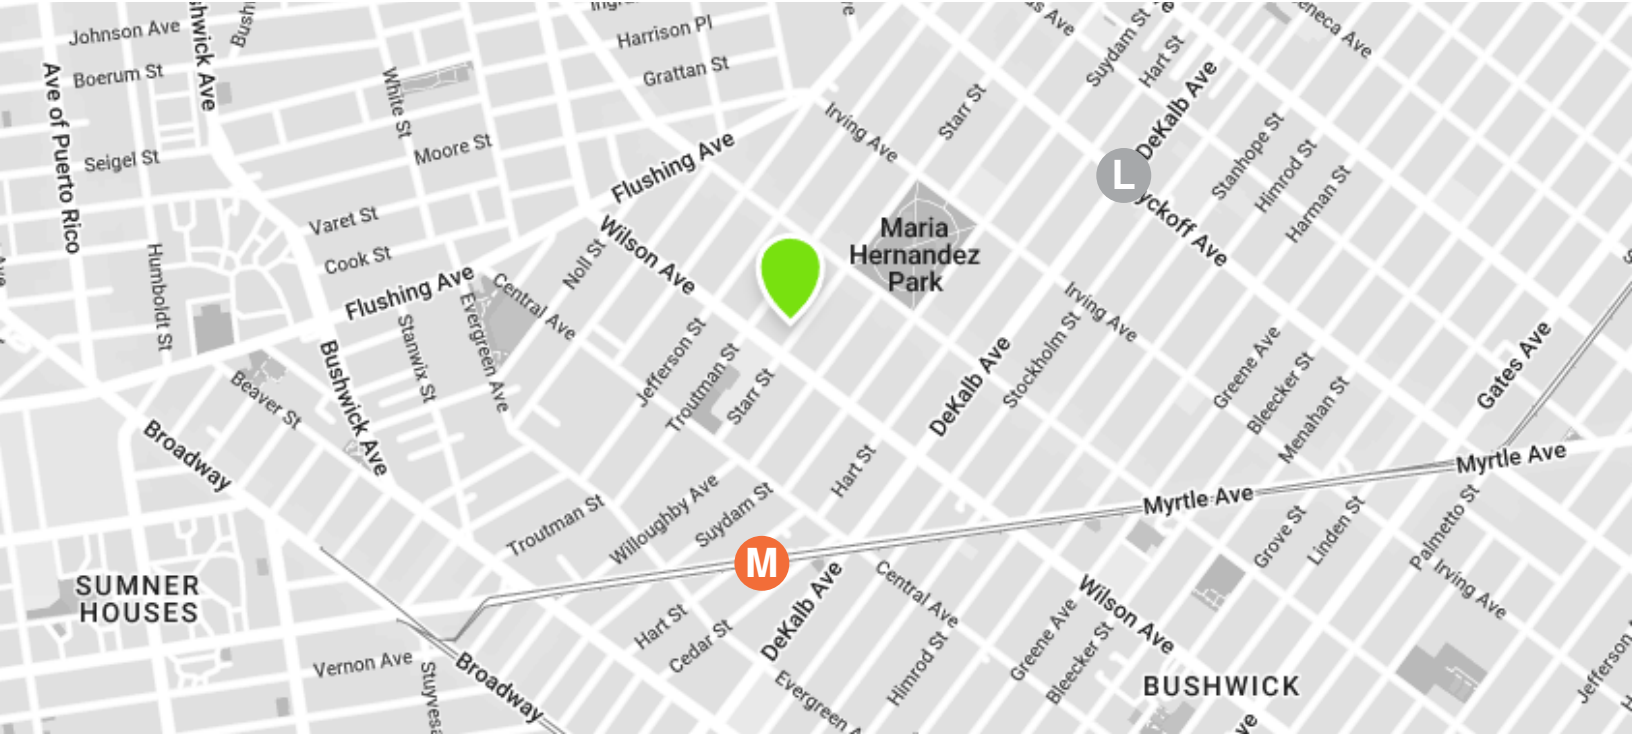 Johnson Ave
Boerum St
Ave of Puerto Rico
Seigel St
White St
Moore St
Harrison Pl
Grattan St
Flushing Ave
Irving Ave
Starr St
Suydam St
Hart St
DeKalb Ave
Stanhope St
Himrod St
Harman St
L
Maria
Hernandez
Park
Varet St
Cook St
Humboldt St
Flushing Ave
Evergreen Ave
Central Ave
Noll St
Wilson Ave
Stanwix St
Beaver St
Bushwick Ave
Broadway
Jefferson St
Troutman St
Starr St
DeKalb Ave
Stockholm St
Irving Ave
Greene Ave
Bleecker St
Menahan St
Gates Ave
Myrtle Ave
Myrtle Ave
Hart St
Troutman St
Willoughby Ave
Suydam St
M
DeKalb Ave
Central Ave
Grove St
Linden St
Palmetto St
Irving Ave
Wilson Ave
SUMNER
HOUSES
Vernon Ave
Broadway
Hart St
Cedar St
Himrod St
Greene Ave
Bleecker St
BUSHWICK